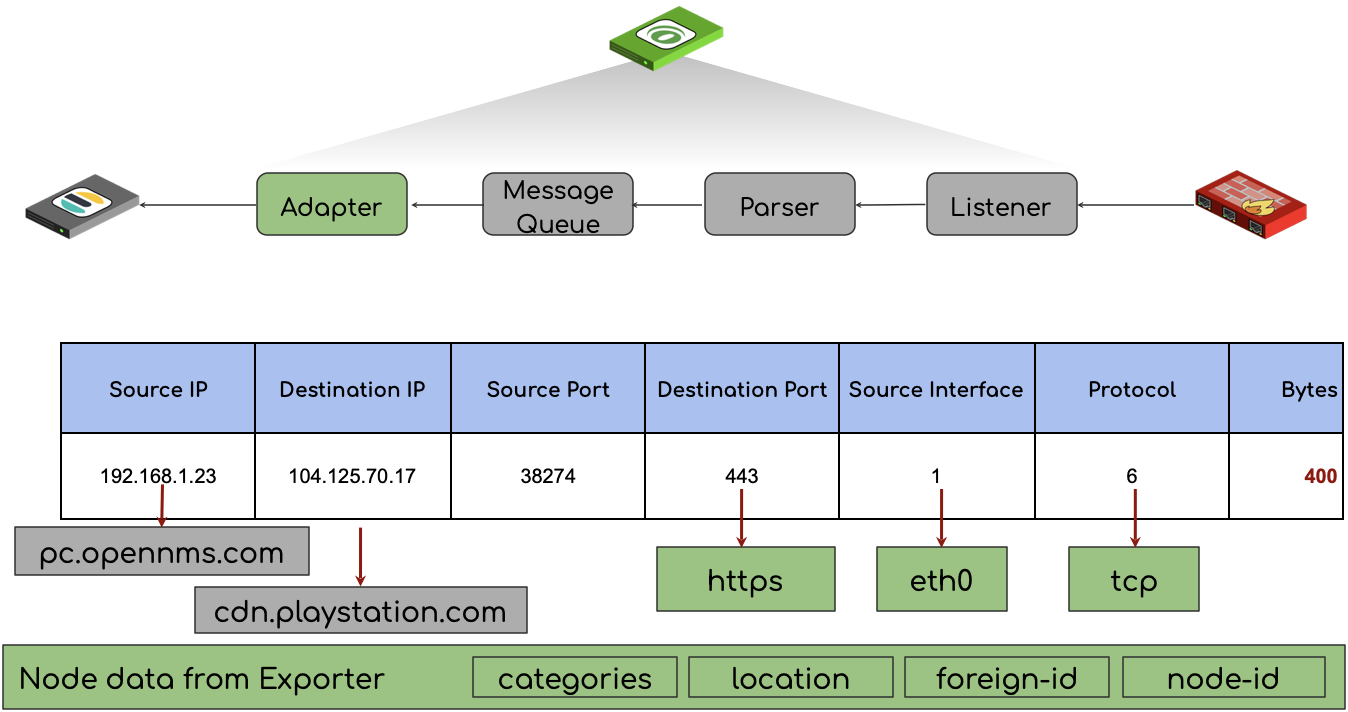 Adapter
Message
Queue
Parser
Listener
Source IP
Destination IP
Source Port
Destination Port
Source Interface
Protocol
Bytes
192.168.1.23
104.125.70.17
38274
443
1
6
400
pc.opennms.com
cdn.playstation.com
https
eth0
tcp
Node data from Exporter
categories
location
foreign-id
node-id